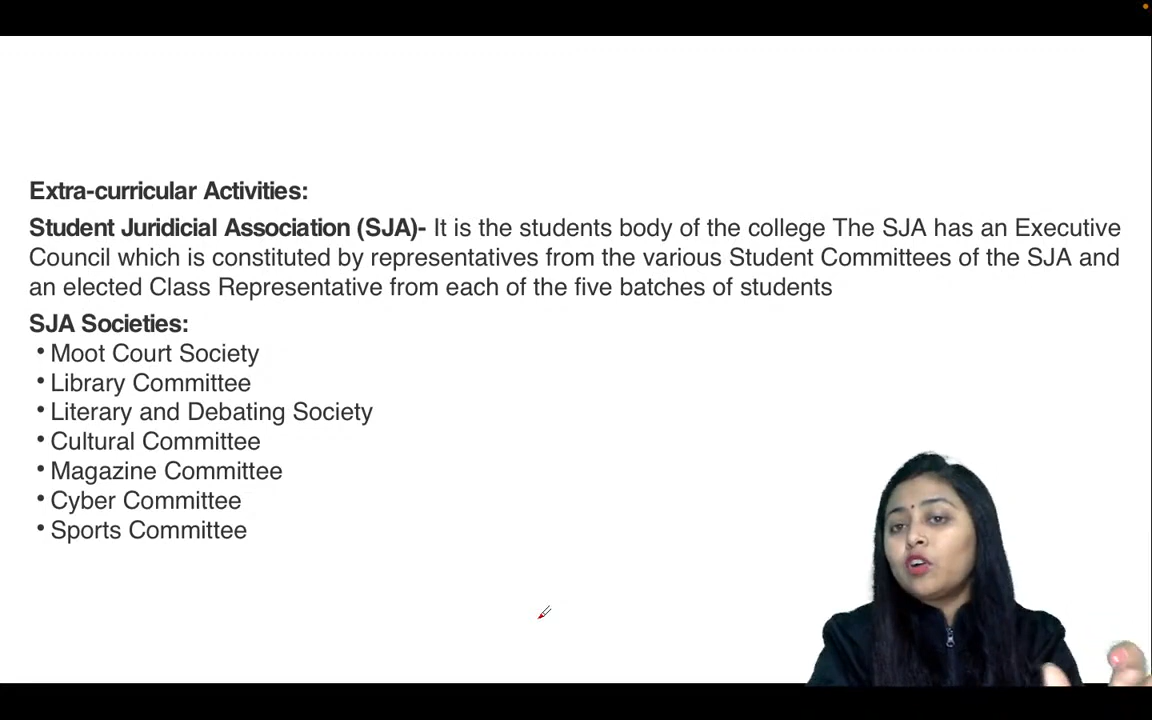 Extra-curricular Activities:
Student Juridicial Association (SJA)- It is the students body of the college The SJA has an Executive
Council which is constituted by representatives from the various Student Committees of the SJA and
an elected Class Representative from each of the five batches of students
SJA Societies:
• Moot Court Society
• Library Committee
• Literary and Debating Society
• Cultural Committee
• Magazine Committee
• Cyber Committee
• Sports Committee